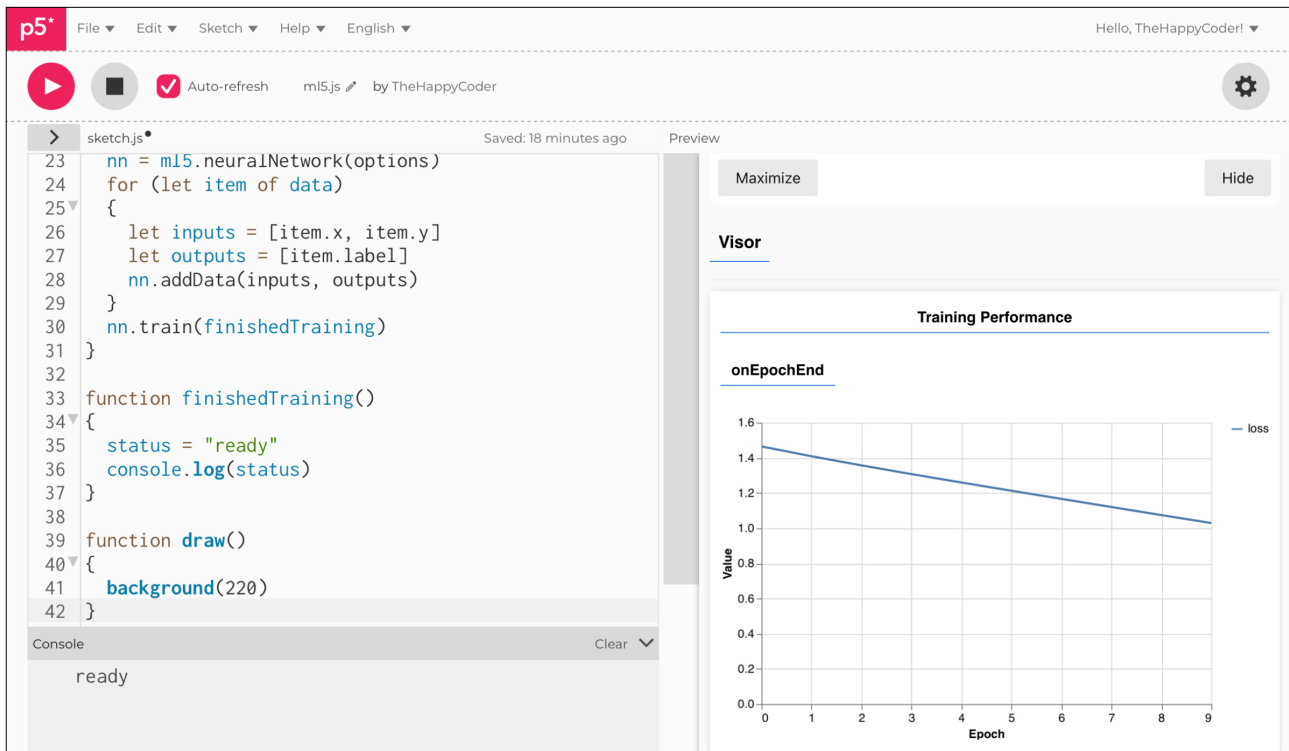 p5* File Edit Sketch Help English Hello, TheHappyCoder!
Auto-refresh ml5.js by TheHappyCoder
sketch.js Saved: 18 minutes ago Preview
23 nn = ml5.neuralNetwork(options)
24 for (let item of data)
25 {
26 let inputs = [item.x, item.y]
27 let outputs = [item.label]
28 nn.addData(inputs, outputs)
29 }
30 nn.train(finishedTraining)
31 }
32
33 function finishedTraining()
34 {
35 status = "ready"
36 console.log(status)
37 }
38
39 function draw()
40 {
41 background(220)
42 }
Console Clear
ready
Maximize Hide
Visor
Training Performance
onEpochEnd
1.6
1.4
1.2
1.0
0.8
0.6
0.4
0.2
0.0
Value
loss
0 1 2 3 4 5 6 7 8 9
Epoch